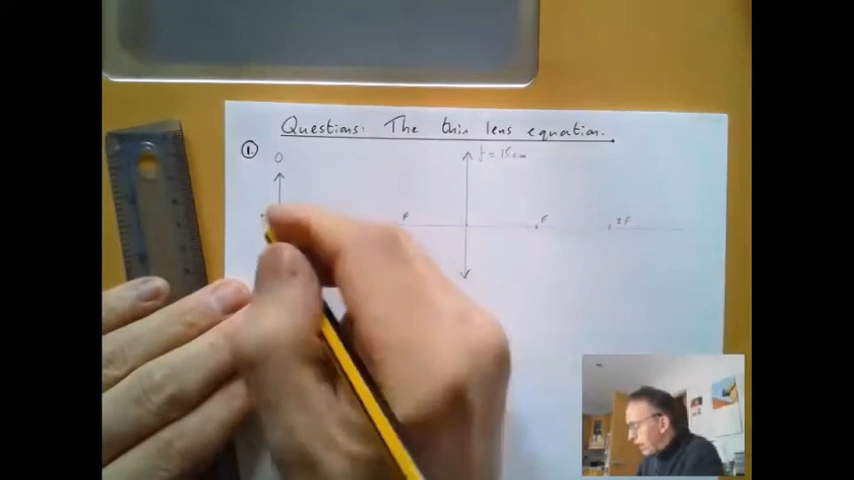 Questions: The thin lens equation.
1. O f = 15cm
F F 2F